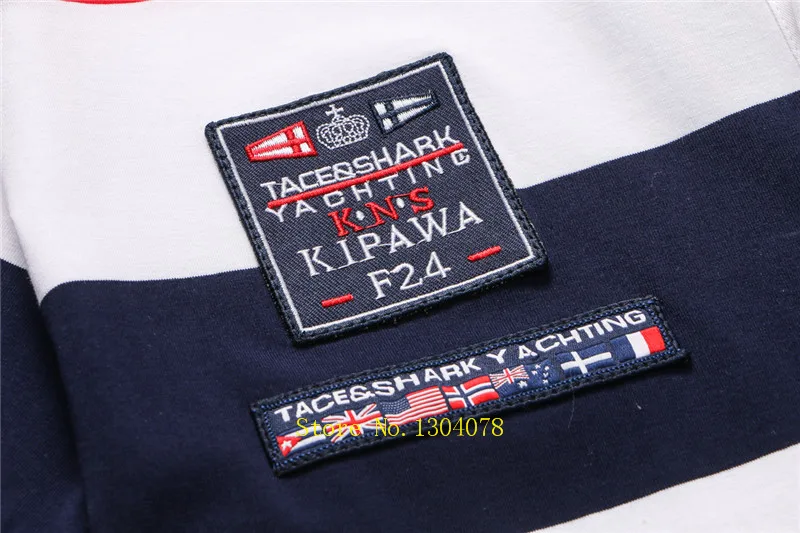 TACE&SHARK
YACHTING
K·N·S
KIPAWA
F24
TACE&SHARK YACHTING
Store No. 1304078